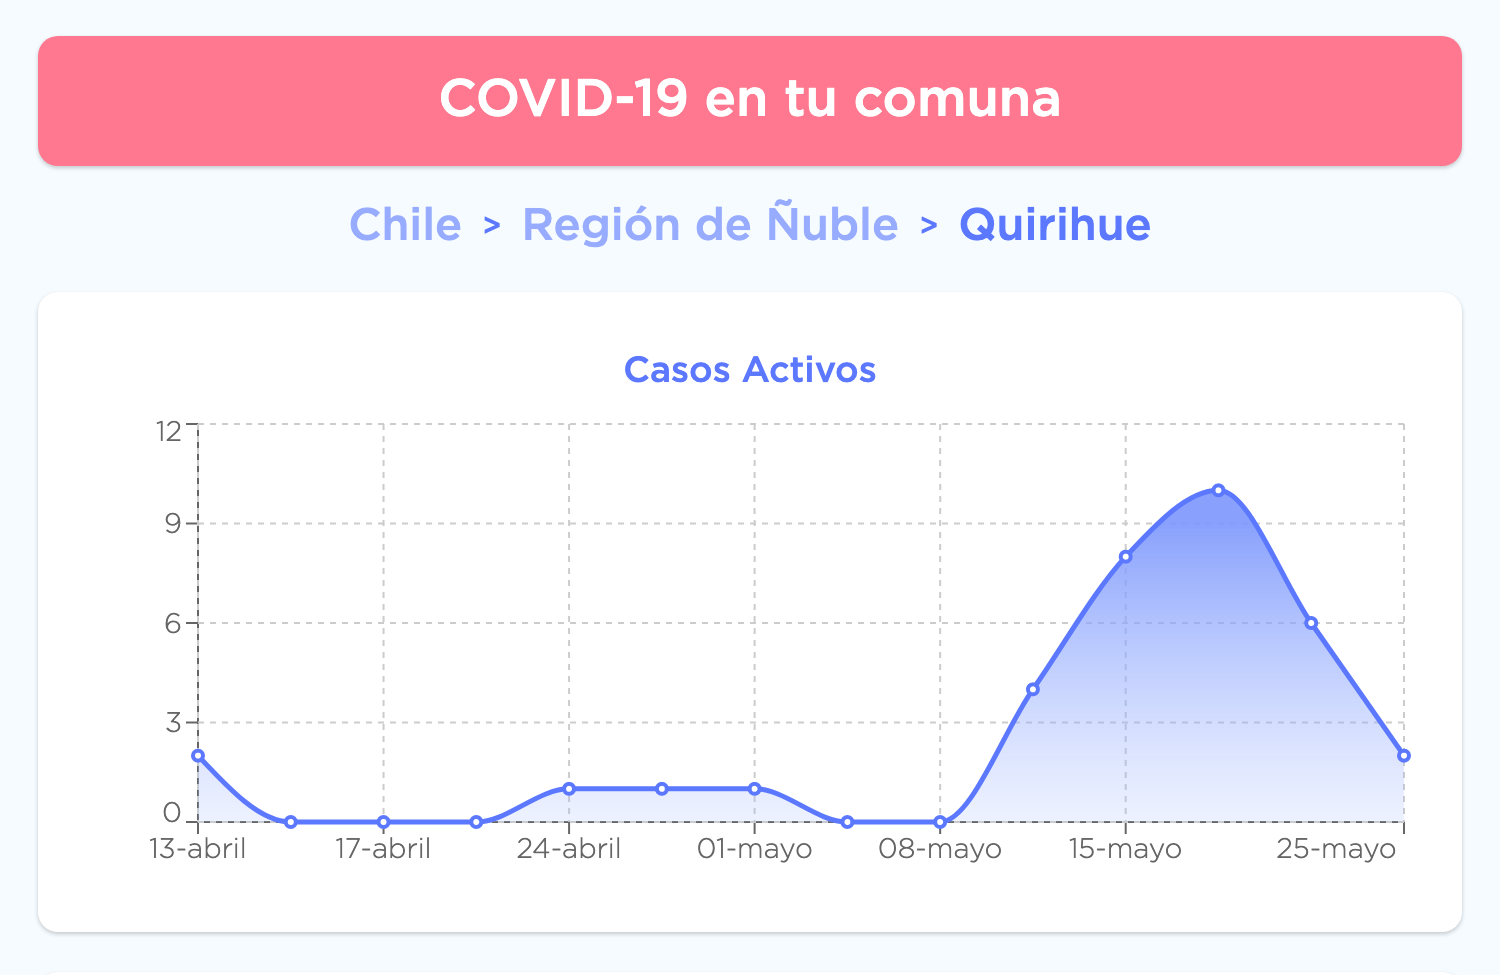 COVID-19 en tu comuna
Chile > Región de Ñuble > Quirihue
Casos Activos
12
9
6
3
0
13-abril 17-abril 24-abril 01-mayo 08-mayo 15-mayo 25-mayo